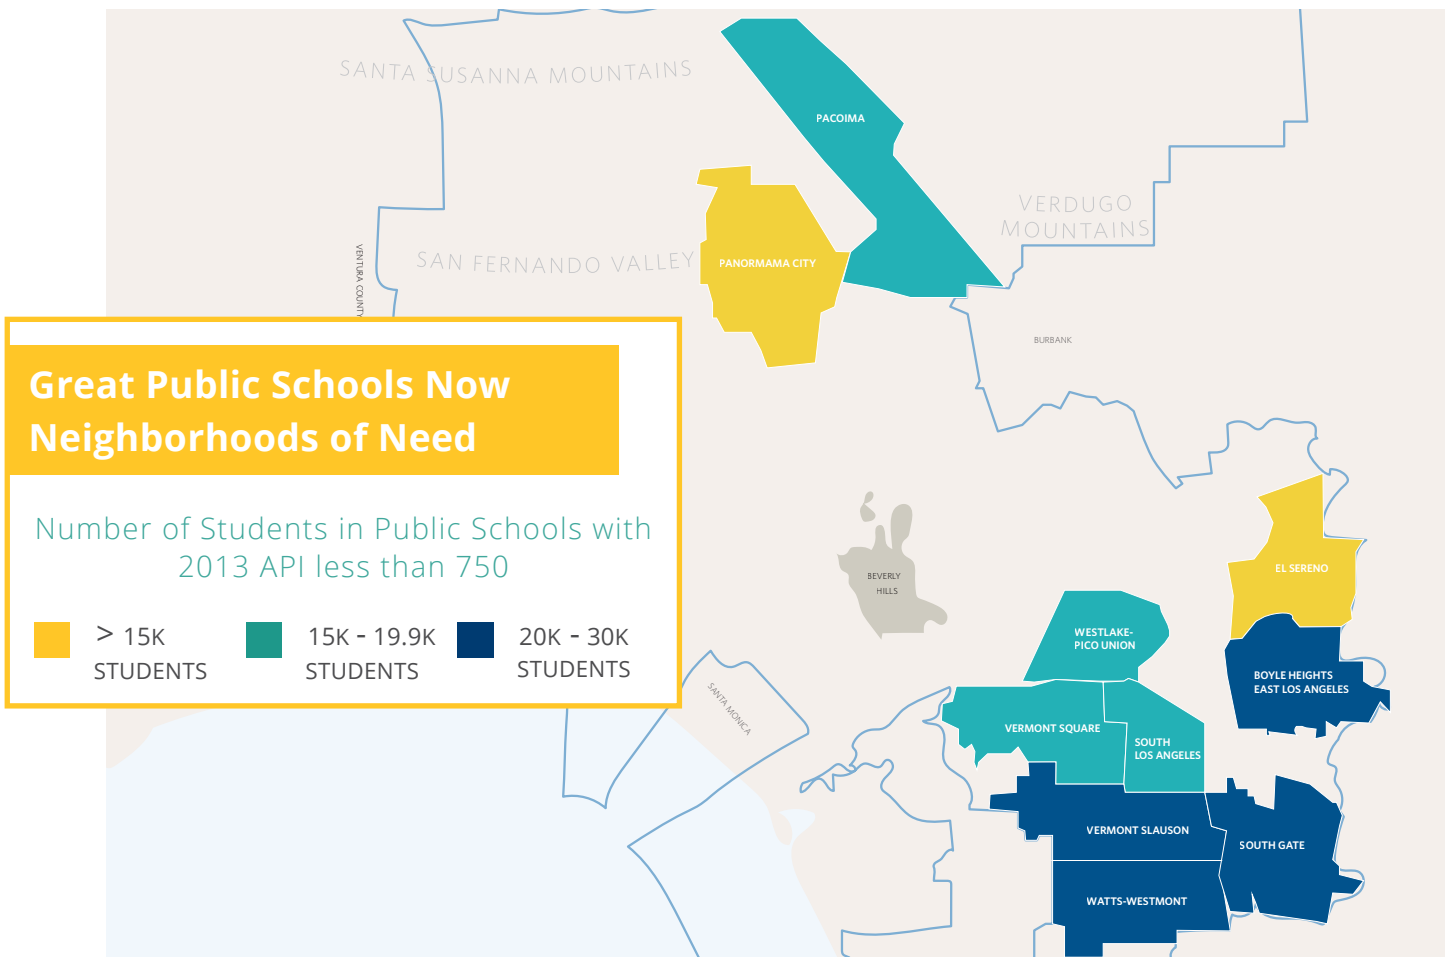 SANTA SUSANNA MOUNTAINS
PACOIMA
VERDUGO
MOUNTAINS
SAN FERNANDO VALLEY
PANORMAMA CITY
VENTURA COUNTY
BURBANK
Great Public Schools Now
Neighborhoods of Need
Number of Students in Public Schools with
2013 API less than 750
> 15K
STUDENTS
15K - 19.9K
STUDENTS
20K - 30K
STUDENTS
EL SERENO
BEVERLY
HILLS
WESTLAKE-
PICO UNION
BOYLE HEIGHTS
EAST LOS ANGELES
SANTA MONICA
VERMONT SQUARE
SOUTH
LOS ANGELES
VERMONT SLAUSON
SOUTH GATE
WATTS-WESTMONT